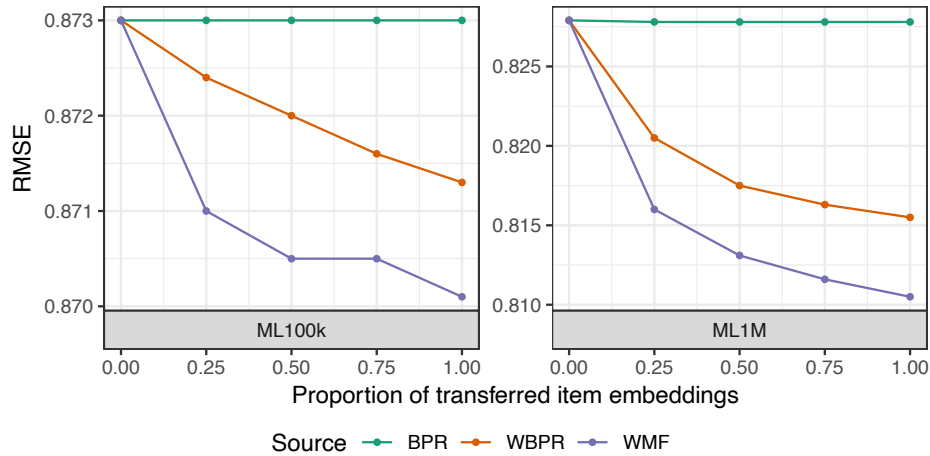 RMSE
0.873
0.872
0.871
0.870
ML100k
0.00 0.25 0.50 0.75 1.00
0.825
0.820
0.815
0.810
ML1M
0.00 0.25 0.50 0.75 1.00
Proportion of transferred item embeddings
Source BPR WBPR WMF